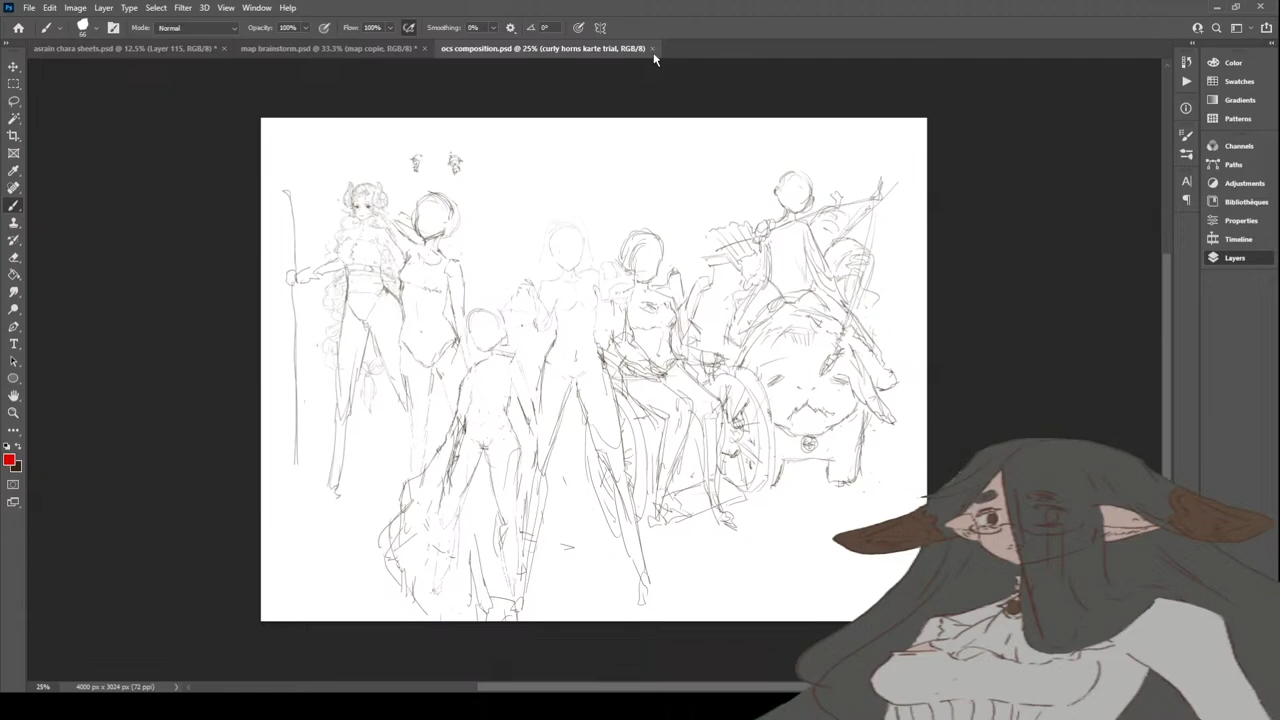 Ps File Edit Image Layer Type Select Filter 3D View Window Help
66 Mode: Normal Opacity: 100% Flow: 100% Smoothing: 0% 0°
asrain chara sheets.psd @ 12.5% (Layer 115, RGB/8) * × map brainstorm.psd @ 33.3% (map copie, RGB/8) * × ocs composition.psd @ 25% (curly horns karte trial, RGB/8) ×
Color
Swatches
Gradients
Patterns
Channels
Paths
Adjustments
Bibliothèques
Properties
Timeline
Layers
25% 4000 px x 3024 px (72 ppi)